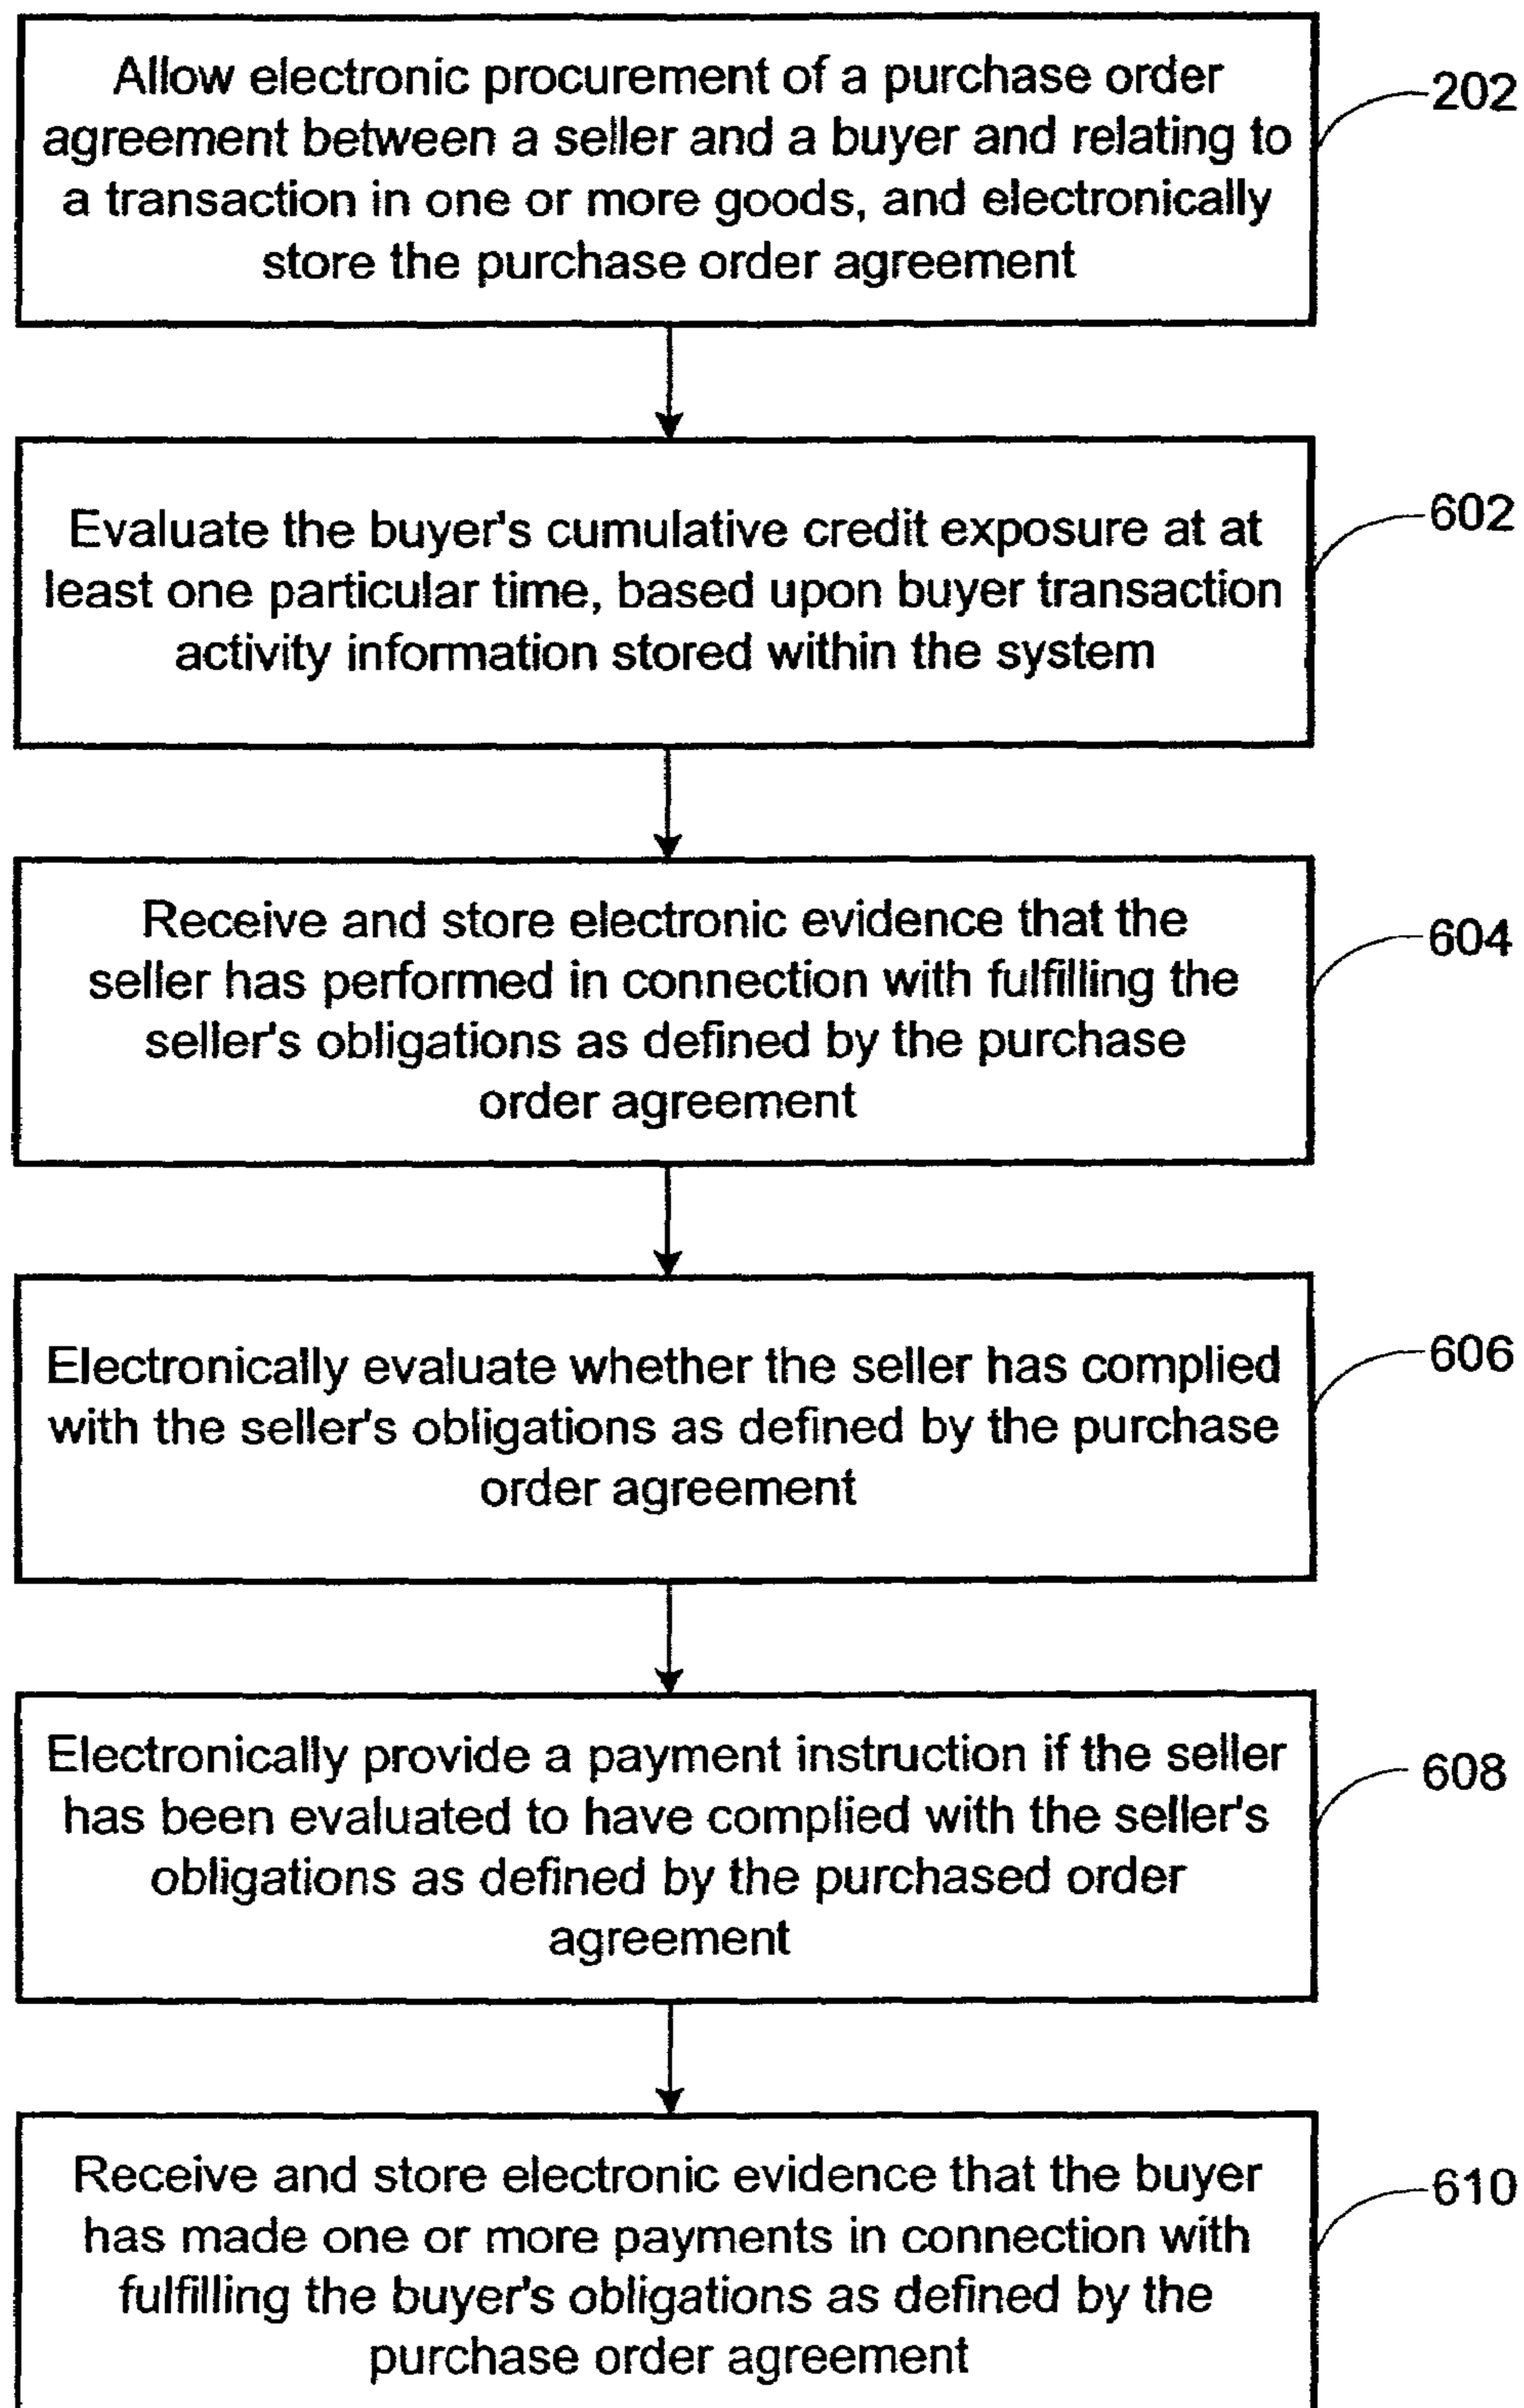 Allow electronic procurement of a purchase order
agreement between a seller and a buyer and relating to
a transaction in one or more goods, and electronically
store the purchase order agreement
202
Evaluate the buyer's cumulative credit exposure at at
least one particular time, based upon buyer transaction
activity information stored within the system
602
Receive and store electronic evidence that the
seller has performed in connection with fulfilling the
seller's obligations as defined by the purchase
order agreement
604
Electronically evaluate whether the seller has complied
with the seller's obligations as defined by the purchase
order agreement
606
Electronically provide a payment instruction if the seller
has been evaluated to have complied with the seller's
obligations as defined by the purchased order
agreement
608
Receive and store electronic evidence that the buyer
has made one or more payments in connection with
fulfilling the buyer's obligations as defined by the
purchase order agreement
610